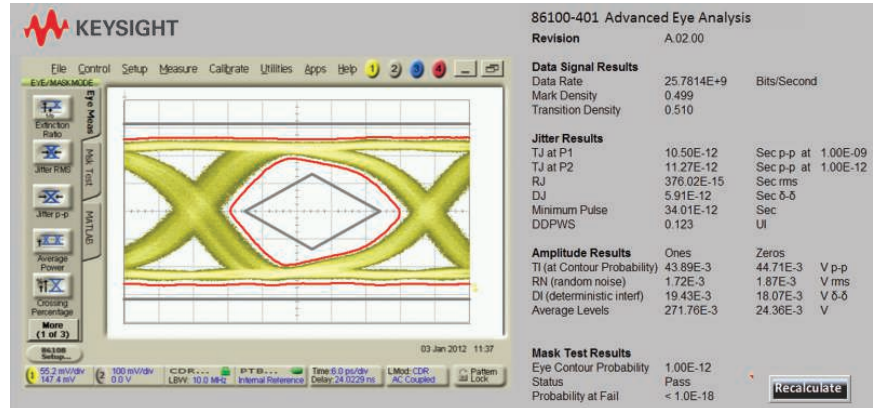 KEYSIGHT
File Control Setup Measure Calibrate Utilities Apps Help 1 2 3 4
EYE/MASK MODE
Eye Meas
Msk Test
MATLAB
Extinction
Ratio
Jitter RMS
Jitter p-p
Average
Power
Crossing
Percentage
More
(1 of 3)
86108
Setup...
03 Jan 2012 11:37
1 55.2 mV/div
147.4 mV
2 100 mV/div
0.0 V
CDR...
LBW: 10.0 MHz
PTB...
Internal Reference
Time:6.0 ps/div
Delay:24.0229 ns
LMod: CDR
AC Coupled
Pattern
Lock
86100-401 Advanced Eye Analysis
Revision A.02.00
Data Signal Results
Data Rate 25.7814E+9 Bits/Second
Mark Density 0.499
Transition Density 0.510
Jitter Results
TJ at P1 10.50E-12 Sec p-p at 1.00E-09
TJ at P2 11.27E-12 Sec p-p at 1.00E-12
RJ 376.02E-15 Sec rms
DJ 5.91E-12 Sec δ-δ
Minimum Pulse 34.01E-12 Sec
DDPWS 0.123 UI
Amplitude Results Ones Zeros
TI (at Contour Probability) 43.89E-3 44.71E-3 V p-p
RN (random noise) 1.72E-3 1.87E-3 V rms
DI (deterministic interf) 19.43E-3 18.07E-3 V δ-δ
Average Levels 271.76E-3 24.36E-3 V
Mask Test Results
Eye Contour Probability 1.00E-12
Status Pass
Probability at Fail < 1.0E-18
Recalculate